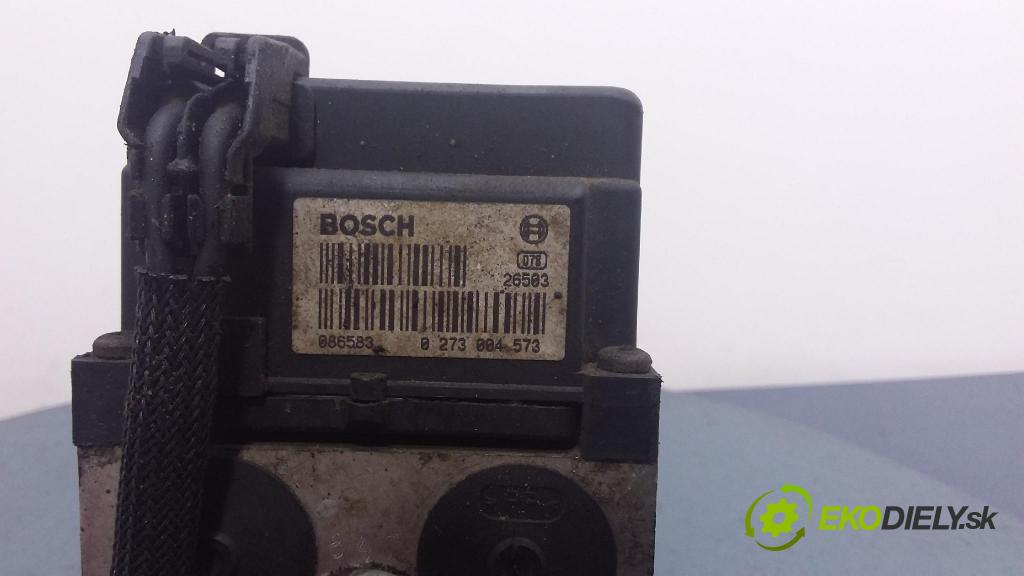 BOSCH
078
26503
086583 0 273 004 573
EKODIELY.sk